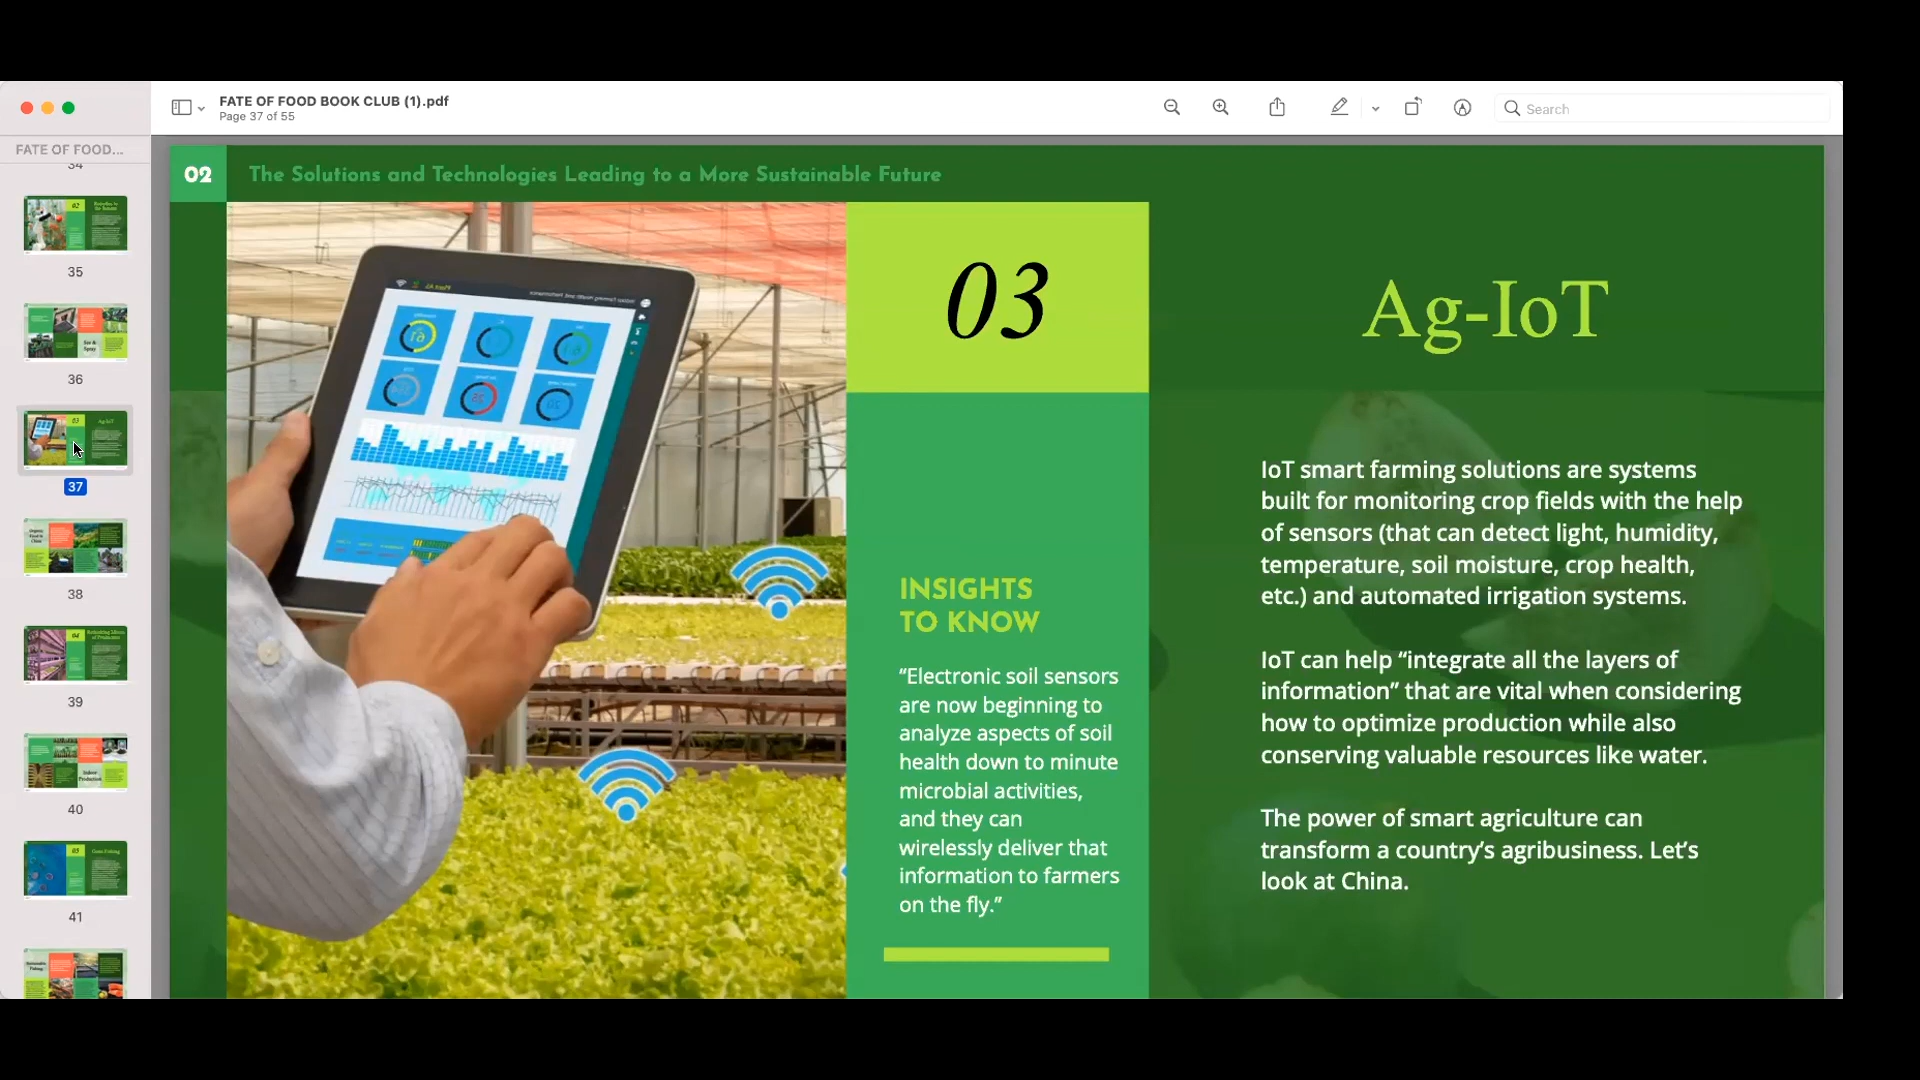 FATE OF FOOD BOOK CLUB (1).pdf
Page 37 of 55
Search
FATE OF FOOD...
34
35
36
37
38
39
40
41
02
The Solutions and Technologies Leading to a More Sustainable Future
03
Ag-IoT
INSIGHTS
TO KNOW
“Electronic soil sensors
are now beginning to
analyze aspects of soil
health down to minute
microbial activities,
and they can
wirelessly deliver that
information to farmers
on the fly.”
IoT smart farming solutions are systems
built for monitoring crop fields with the help
of sensors (that can detect light, humidity,
temperature, soil moisture, crop health,
etc.) and automated irrigation systems.
IoT can help “integrate all the layers of
information” that are vital when considering
how to optimize production while also
conserving valuable resources like water.
The power of smart agriculture can
transform a country’s agribusiness. Let’s
look at China.